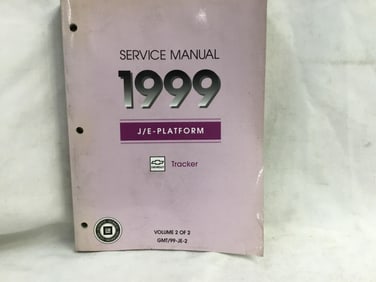 SERVICE MANUAL
1999
J/E-PLATFORM
Tracker
VOLUME 2 OF 2
GMT/99-JE-2